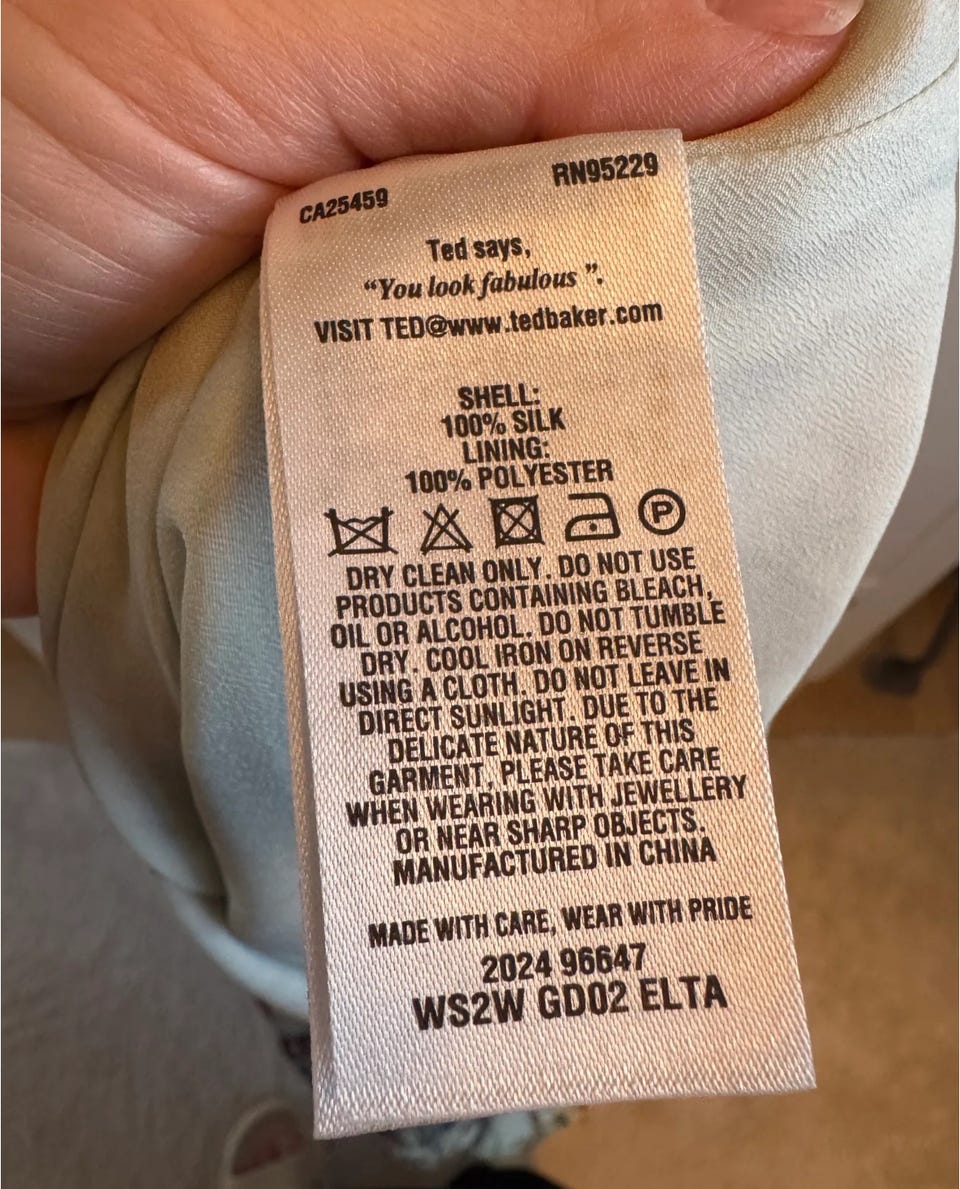 CA25459 RN95229
Ted says,
“You look fabulous”.
VISIT TED@www.tedbaker.com
SHELL:
100% SILK
LINING:
100% POLYESTER
P
DRY CLEAN ONLY. DO NOT USE
PRODUCTS CONTAINING BLEACH,
OIL OR ALCOHOL. DO NOT TUMBLE
DRY. COOL IRON ON REVERSE
USING A CLOTH. DO NOT LEAVE IN
DIRECT SUNLIGHT. DUE TO THE
DELICATE NATURE OF THIS
GARMENT, PLEASE TAKE CARE
WHEN WEARING WITH JEWELLERY
OR NEAR SHARP OBJECTS.
MANUFACTURED IN CHINA
MADE WITH CARE, WEAR WITH PRIDE
2024 96647
WS2W GD02 ELTA